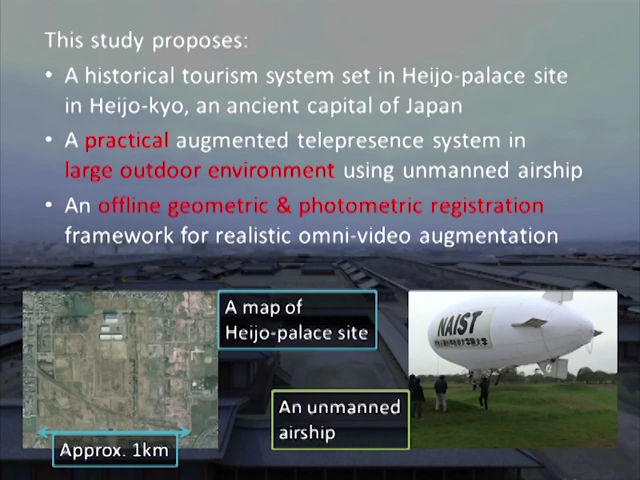 This study proposes:
• A historical tourism system set in Heijo-palace site
in Heijo-kyo, an ancient capital of Japan
• A practical augmented telepresence system in
large outdoor environment using unmanned airship
• An offline geometric & photometric registration
framework for realistic omni-video augmentation
A map of
Heijo-palace site
NAIST
An unmanned
airship
Approx. 1km